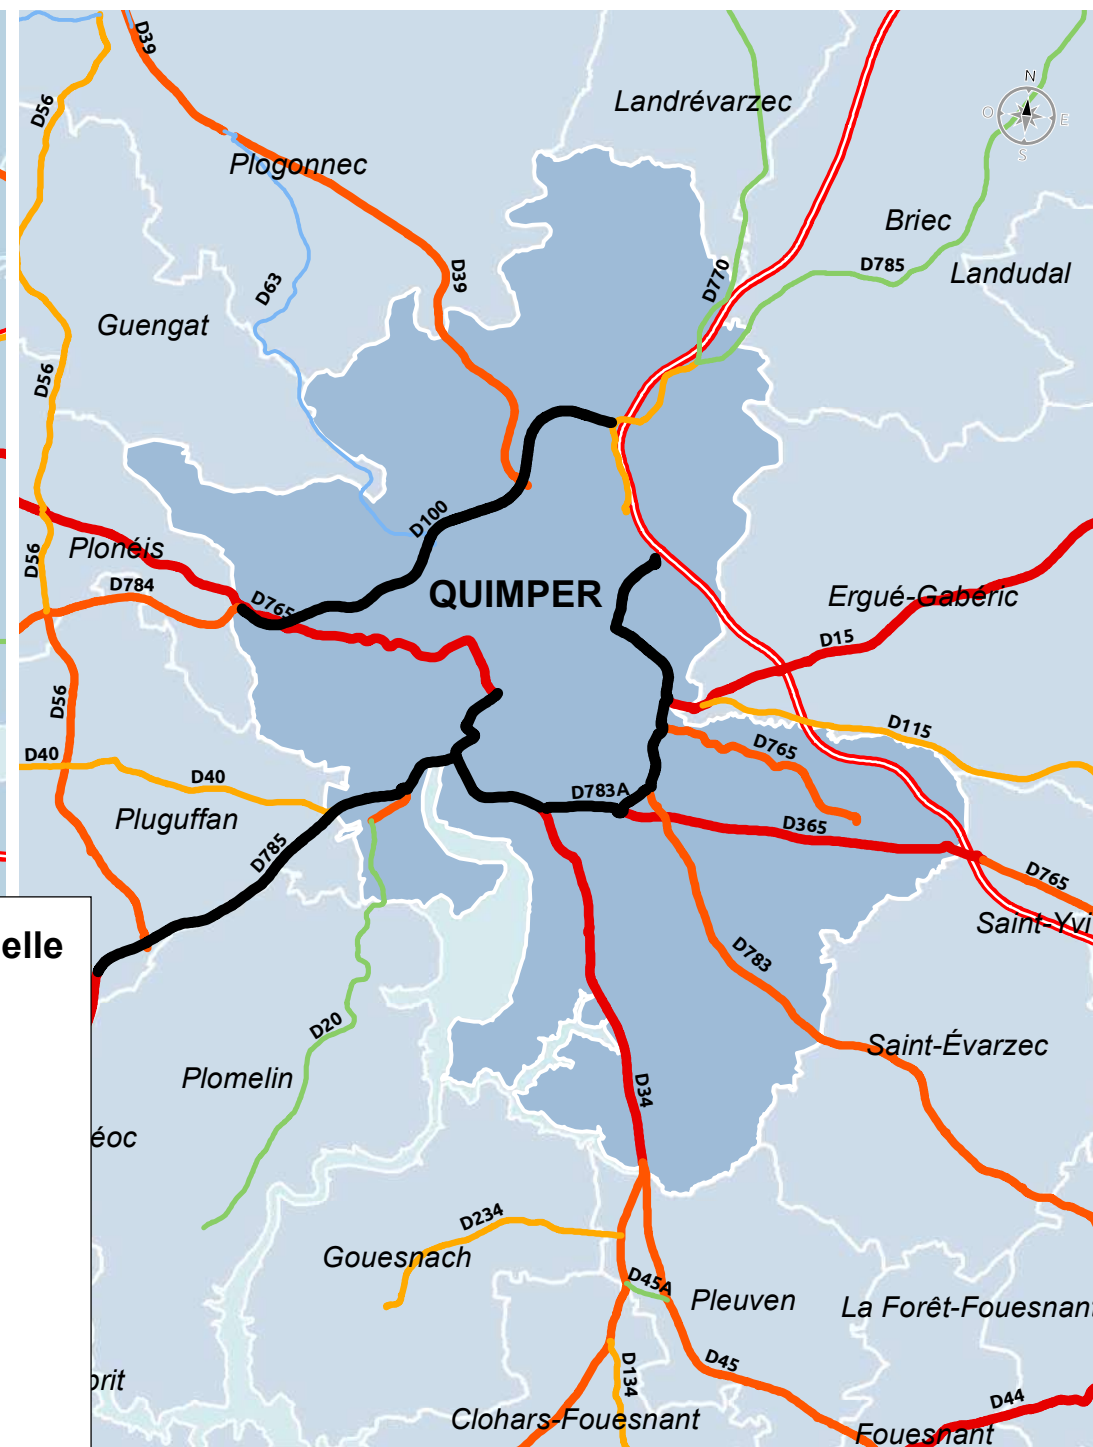 D39
Landrévarzec
N
O
E
S
D56
Plogonnec
Briec
D785
Landudal
D39
D770
D63
Guengat
D56
D100
Plonéis
D56
D784
D765
QUIMPER
Ergué-Gabéric
D15
D56
D115
D765
D40
D40
D783A
Pluguffan
D365
D785
D765
Saint-Yvi
elle
D783
D20
Saint-Évarzec
Plomelin
D34
éoc
D234
Gouesnach
D45A
Pleuven
La Forêt-Fouesnant
D45
D134
orit
D44
Clohars-Fouesnant
Fouesnant